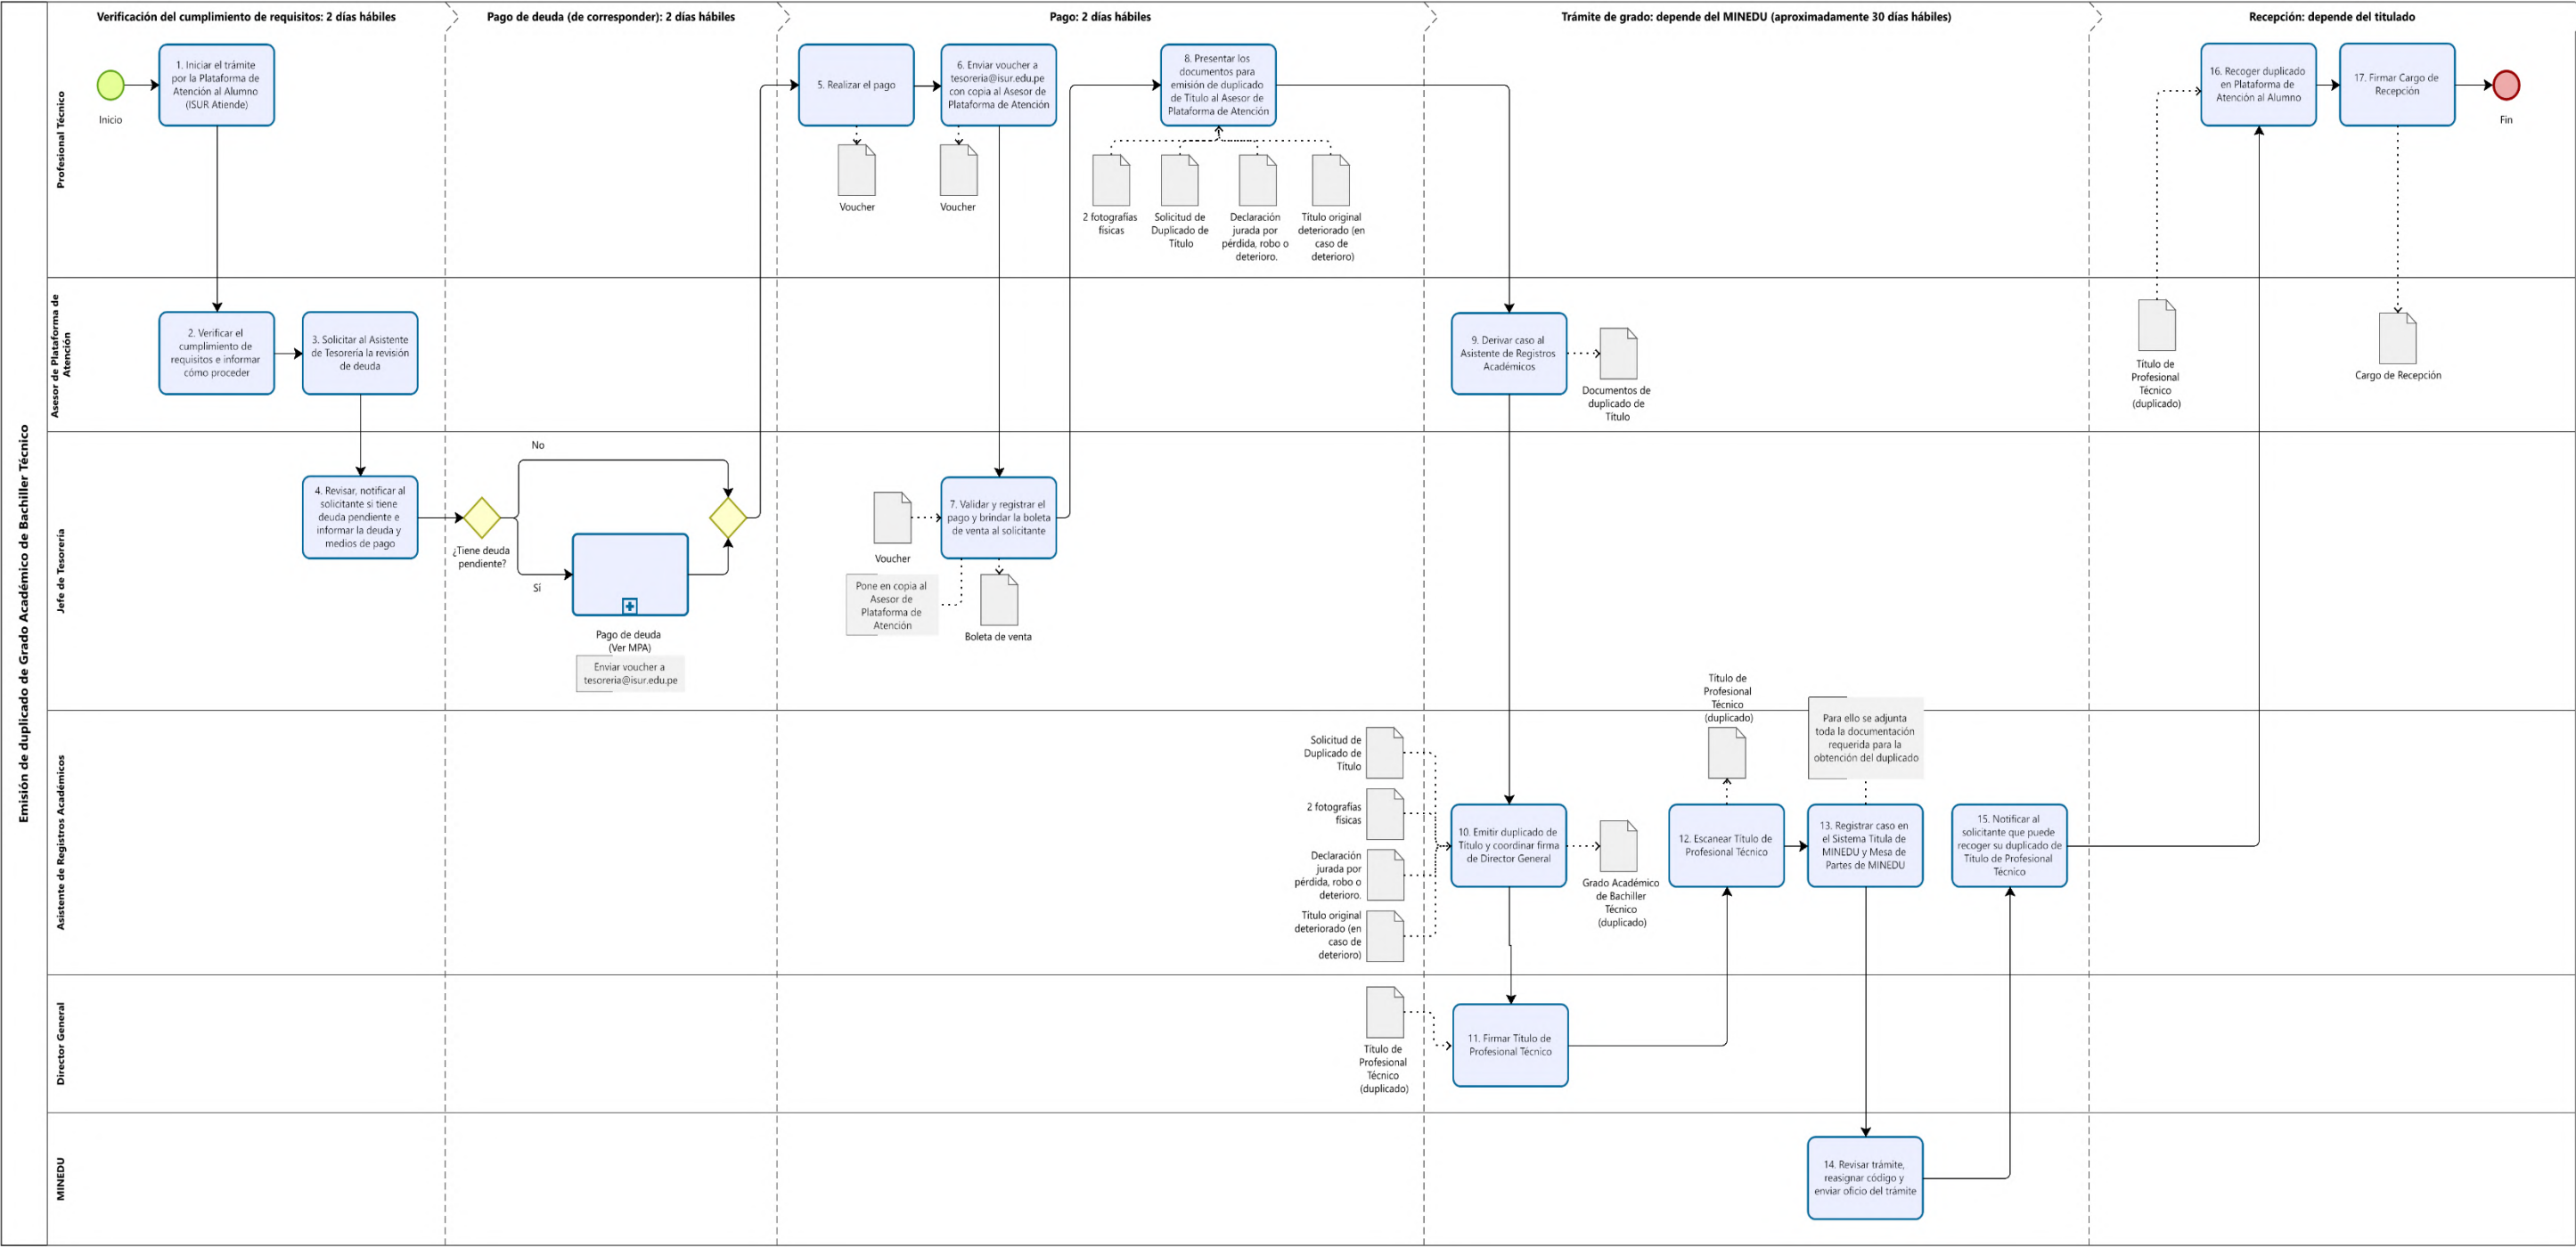 Verificación del cumplimiento de requisitos: 2 días hábiles
Pago de deuda (de corresponder): 2 días hábiles
Pago: 2 días hábiles
Trámite de grado: depende del MINEDU (aproximadamente 30 días hábiles)
Recepción: depende del titulado
Emisión de duplicado de Grado Académico de Bachiller Técnico
Profesional Técnico
Inicio
1. Iniciar el trámite
por la Plataforma de
Atención al Alumno
(ISUR Atiende)
5. Realizar el pago
Voucher
6. Enviar voucher a
tesoreria@isur.edu.pe
con copia al Asesor de
Plataforma de Atención
Voucher
8. Presentar los
documentos para
emisión de duplicado
de Título al Asesor de
Plataforma de Atención
2 fotografías
físicas
Solicitud de
Duplicado de
Título
Declaración
jurada por
pérdida, robo o
deterioro.
Título original
deteriorado (en
caso de
deterioro)
16. Recoger duplicado
en Plataforma de
Atención al Alumno
17. Firmar Cargo de
Recepción
Fin
Asesor de Plataforma de
Atención
2. Verificar el
cumplimiento de
requisitos e informar
cómo proceder
3. Solicitar al Asistente
de Tesorería la revisión
de deuda
9. Derivar caso al
Asistente de Registros
Académicos
Documentos de
duplicado de
Título
Título de
Profesional
Técnico
(duplicado)
Cargo de Recepción
Jefe de Tesorería
4. Revisar, notificar al
solicitante si tiene
deuda pendiente e
informar la deuda y
medios de pago
¿Tiene deuda
pendiente?
No
Sí
Pago de deuda
(Ver MPA)
Enviar voucher a
tesoreria@isur.edu.pe
Voucher
7. Validar y registrar el
pago y brindar la boleta
de venta al solicitante
Pone en copia al
Asesor de
Plataforma de
Atención
Boleta de venta
Asistente de Registros Académicos
Solicitud de
Duplicado de
Título
2 fotografías
físicas
Declaración
jurada por
pérdida, robo o
deterioro.
Título original
deteriorado (en
caso de
deterioro)
10. Emitir duplicado de
Título y coordinar firma
de Director General
Grado Académico
de Bachiller
Técnico
(duplicado)
Título de
Profesional
Técnico
(duplicado)
12. Escanear Título de
Profesional Técnico
Para ello se adjunta
toda la documentación
requerida para la
obtención del duplicado
13. Registrar caso en
el Sistema Titula de
MINEDU y Mesa de
Partes de MINEDU
15. Notificar al
solicitante que puede
recoger su duplicado de
Título de Profesional
Técnico
Director General
Título de
Profesional
Técnico
(duplicado)
11. Firmar Título de
Profesional Técnico
MINEDU
14. Revisar trámite,
reasignar código y
enviar oficio del trámite